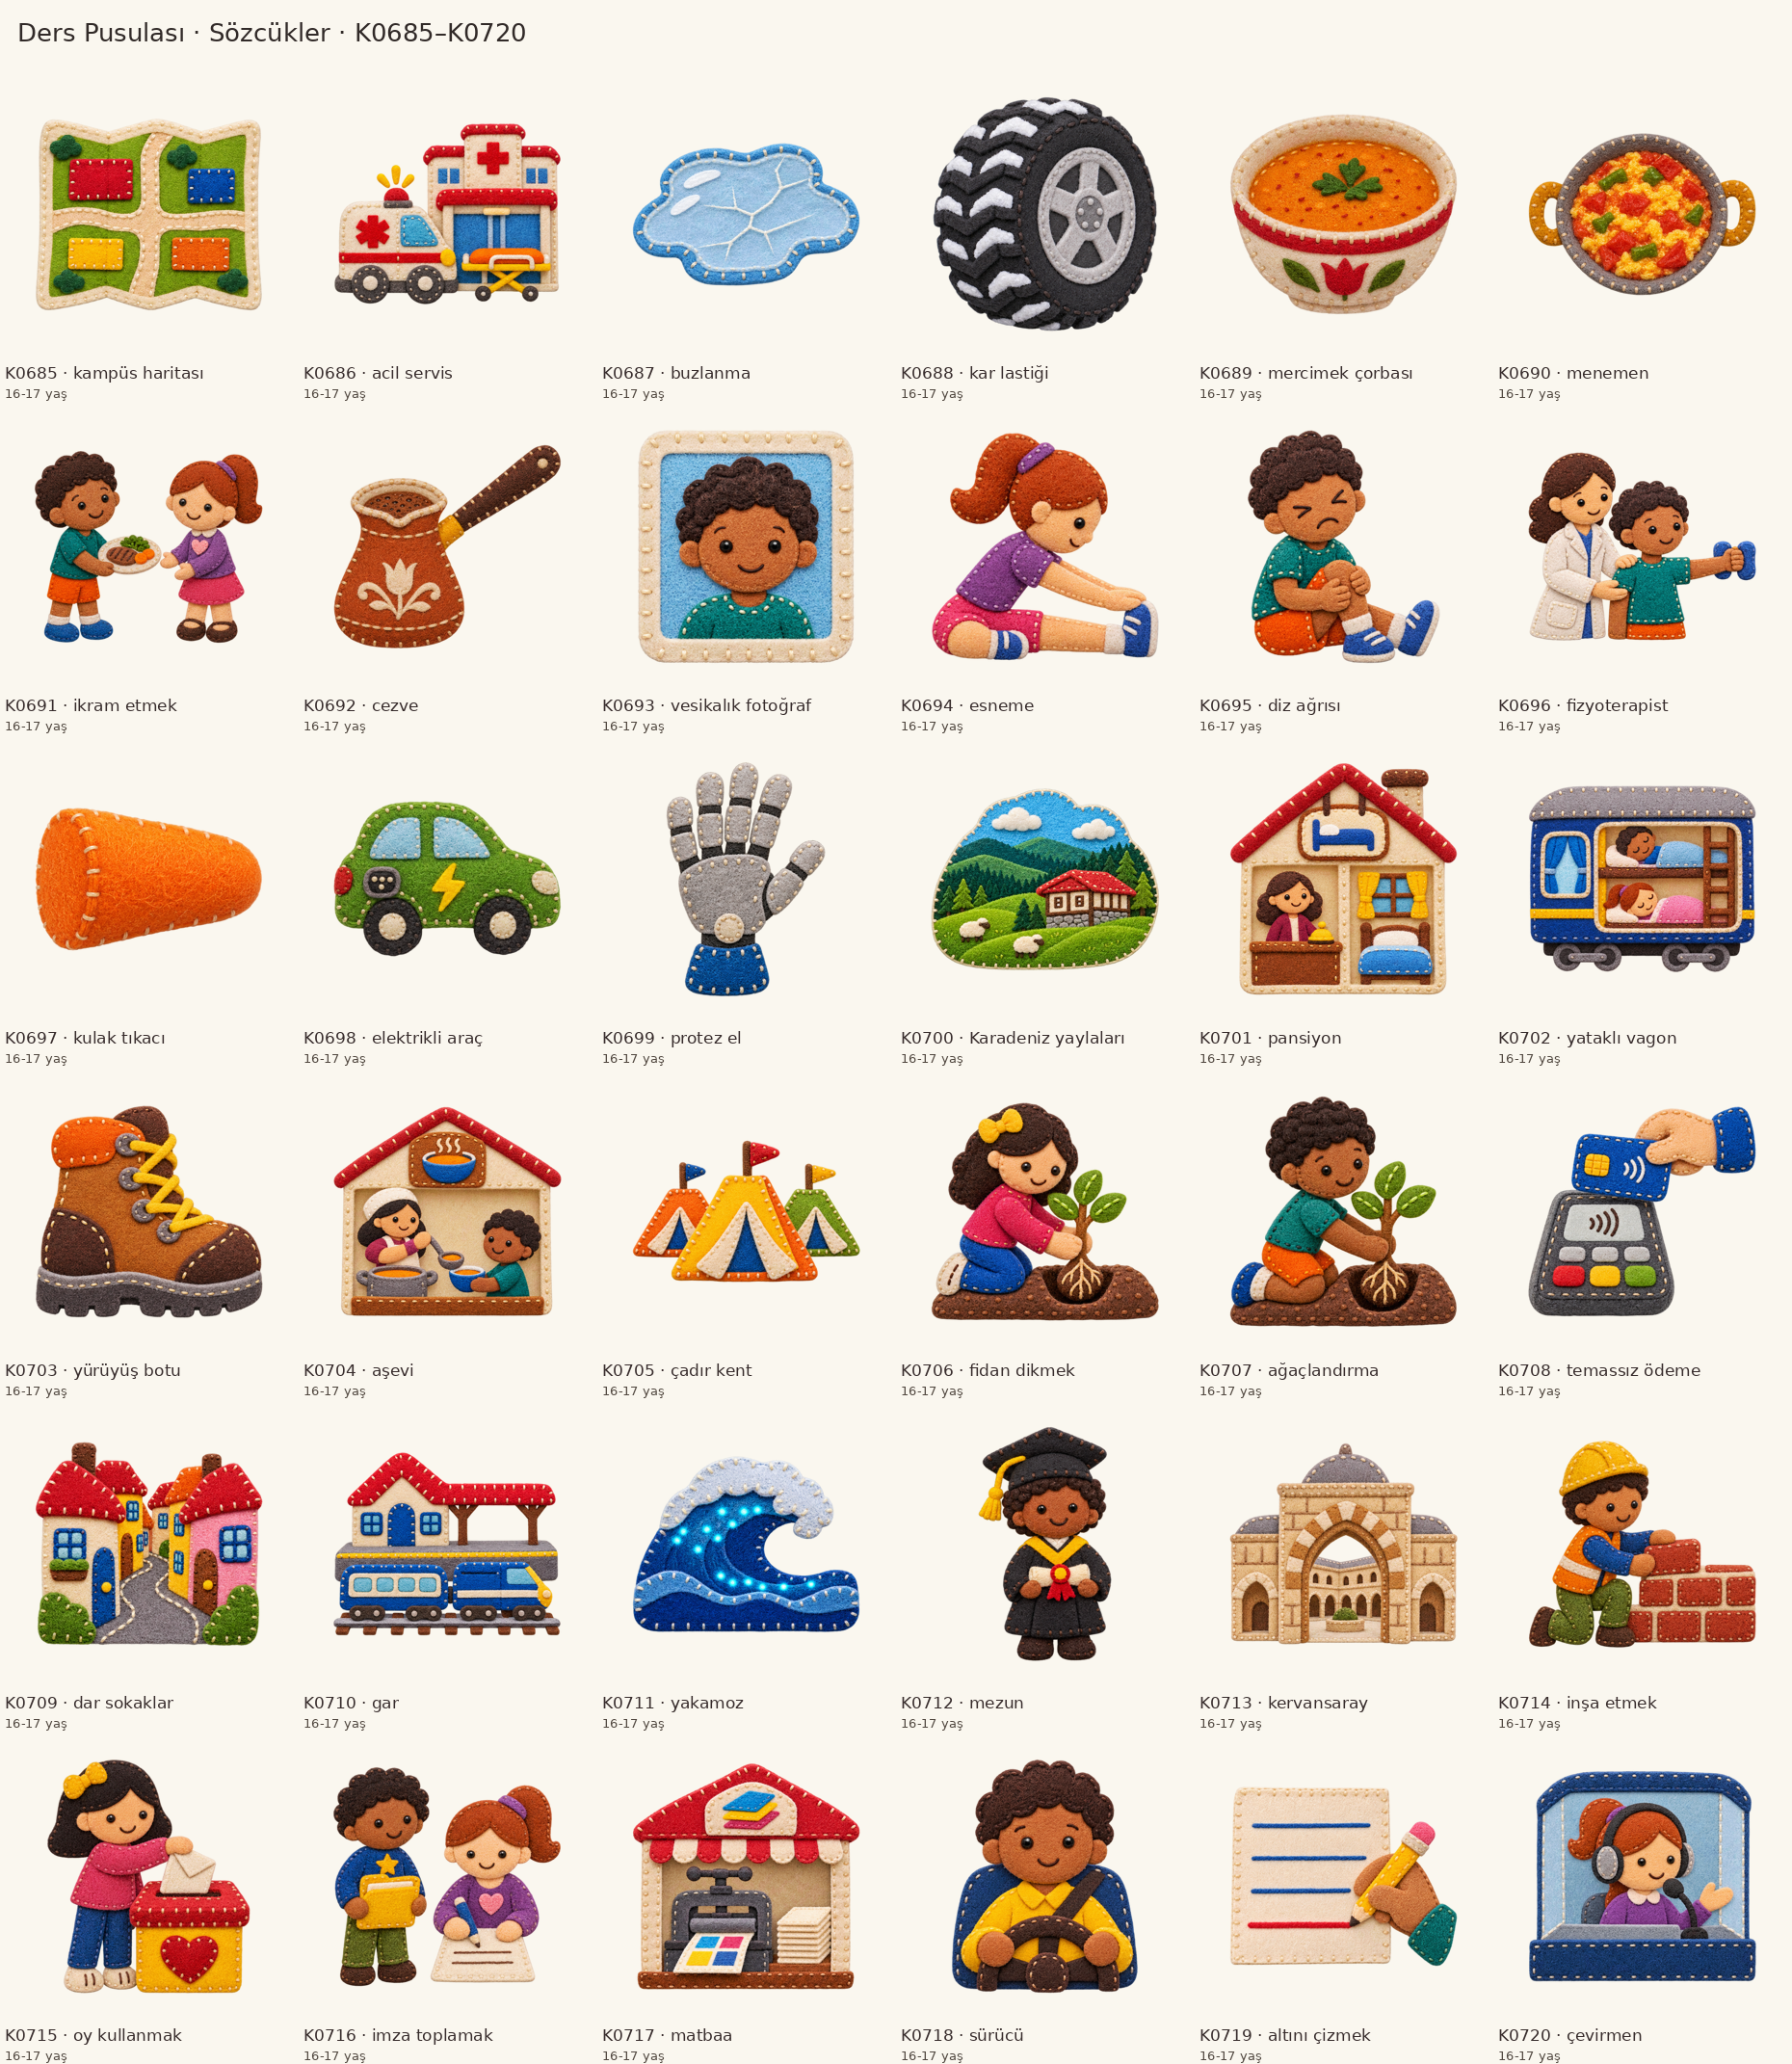 Ders Pusulası · Sözcükler · K0685–K0720
K0685 · kampüs haritası
16-17 yaş
K0686 · acil servis
16-17 yaş
K0687 · buzlanma
16-17 yaş
K0688 · kar lastiği
16-17 yaş
K0689 · mercimek çorbası
16-17 yaş
K0690 · menemen
16-17 yaş
K0691 · ikram etmek
16-17 yaş
K0692 · cezve
16-17 yaş
K0693 · vesikalık fotoğraf
16-17 yaş
K0694 · esneme
16-17 yaş
K0695 · diz ağrısı
16-17 yaş
K0696 · fizyoterapist
16-17 yaş
K0697 · kulak tıkacı
16-17 yaş
K0698 · elektrikli araç
16-17 yaş
K0699 · protez el
16-17 yaş
K0700 · Karadeniz yaylaları
16-17 yaş
K0701 · pansiyon
16-17 yaş
K0702 · yataklı vagon
16-17 yaş
K0703 · yürüyüş botu
16-17 yaş
K0704 · aşevi
16-17 yaş
K0705 · çadır kent
16-17 yaş
K0706 · fidan dikmek
16-17 yaş
K0707 · ağaçlandırma
16-17 yaş
K0708 · temassız ödeme
16-17 yaş
K0709 · dar sokaklar
16-17 yaş
K0710 · gar
16-17 yaş
K0711 · yakamoz
16-17 yaş
K0712 · mezun
16-17 yaş
K0713 · kervansaray
16-17 yaş
K0714 · inşa etmek
16-17 yaş
K0715 · oy kullanmak
16-17 yaş
K0716 · imza toplamak
16-17 yaş
K0717 · matbaa
16-17 yaş
K0718 · sürücü
16-17 yaş
K0719 · altını çizmek
16-17 yaş
K0720 · çevirmen
16-17 yaş